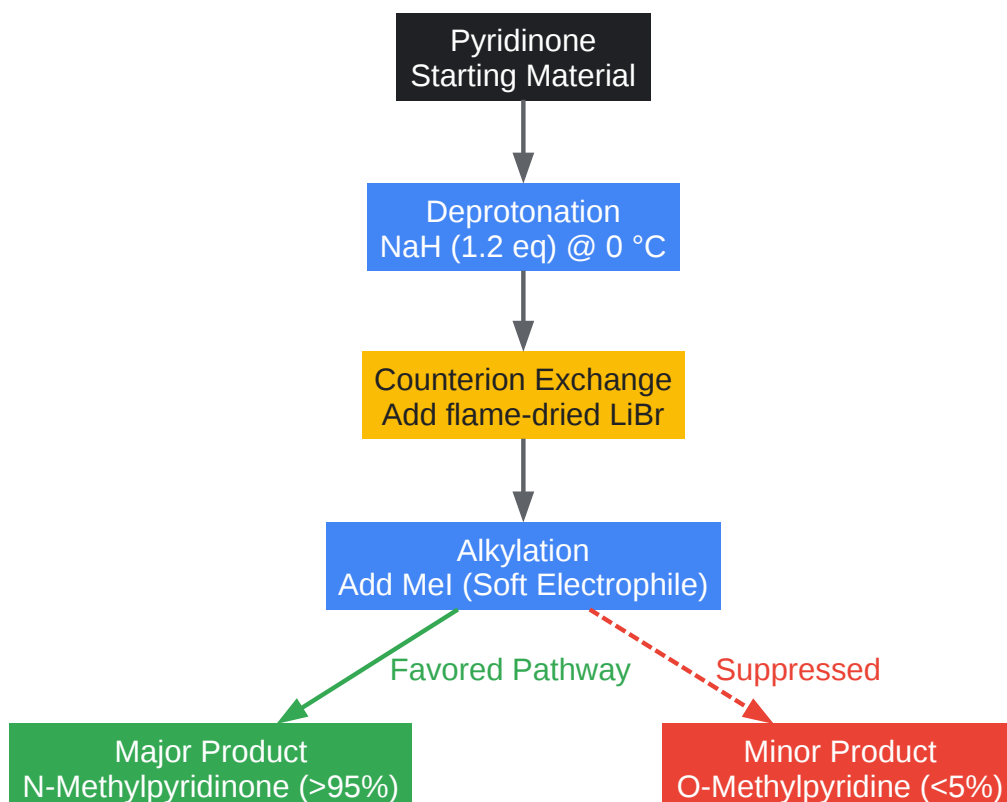 Pyridinone
Starting Material
Deprotonation
NaH (1.2 eq) @ 0 °C
Counterion Exchange
Add flame-dried LiBr
Alkylation
Add MeI (Soft Electrophile)
Favored Pathway
Suppressed
Major Product
N-Methylpyridinone (>95%)
Minor Product
O-Methylpyridine (<5%)